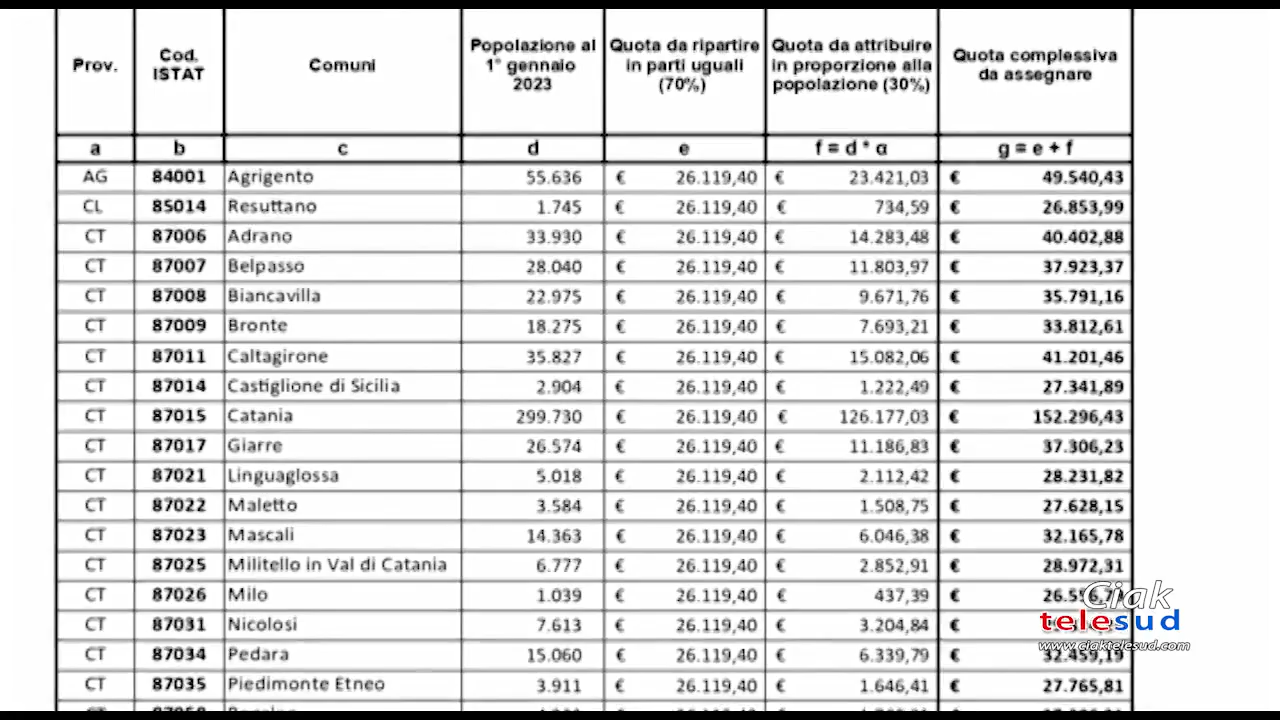 Prov. Cod. ISTAT Comuni Popolazione al 1° gennaio 2023 Quota da ripartire in parti uguali (70%) Quota da attribuire in proporzione alla popolazione (30%) Quota complessiva da assegnare
a b c d e f = d * α g = e + f
AG 84001 Agrigento 55.636 € 26.119,40 € 23.421,03 € 49.540,43
CL 85014 Resuttano 1.745 € 26.119,40 € 734,59 € 26.853,99
CT 87006 Adrano 33.930 € 26.119,40 € 14.283,48 € 40.402,88
CT 87007 Belpasso 28.040 € 26.119,40 € 11.803,97 € 37.923,37
CT 87008 Biancavilla 22.975 € 26.119,40 € 9.671,76 € 35.791,16
CT 87009 Bronte 18.275 € 26.119,40 € 7.693,21 € 33.812,61
CT 87011 Caltagirone 35.827 € 26.119,40 € 15.082,06 € 41.201,46
CT 87014 Castiglione di Sicilia 2.904 € 26.119,40 € 1.222,49 € 27.341,89
CT 87015 Catania 299.730 € 26.119,40 € 126.177,03 € 152.296,43
CT 87017 Giarre 26.574 € 26.119,40 € 11.186,83 € 37.306,23
CT 87021 Linguaglossa 5.018 € 26.119,40 € 2.112,42 € 28.231,82
CT 87022 Maletto 3.584 € 26.119,40 € 1.508,75 € 27.628,15
CT 87023 Mascali 14.363 € 26.119,40 € 6.046,38 € 32.165,78
CT 87025 Militello in Val di Catania 6.777 € 26.119,40 € 2.852,91 € 28.972,31
CT 87026 Milo 1.039 € 26.119,40 € 437,39 €
CT 87031 Nicolosi 7.613 € 26.119,40 € 3.204,84 €
CT 87034 Pedara 15.060 € 26.119,40 € 6.339,79 € 32.459,19
CT 87035 Piedimonte Etneo 3.911 € 26.119,40 € 1.646,41 € 27.765,81
Ciak
telesud
www.ciaktelesud.com